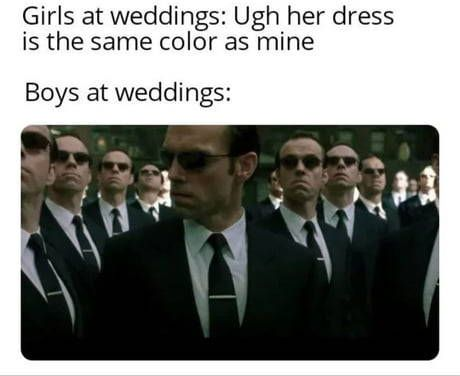 Girls at weddings: Ugh her dress
is the same color as mine
Boys at weddings: